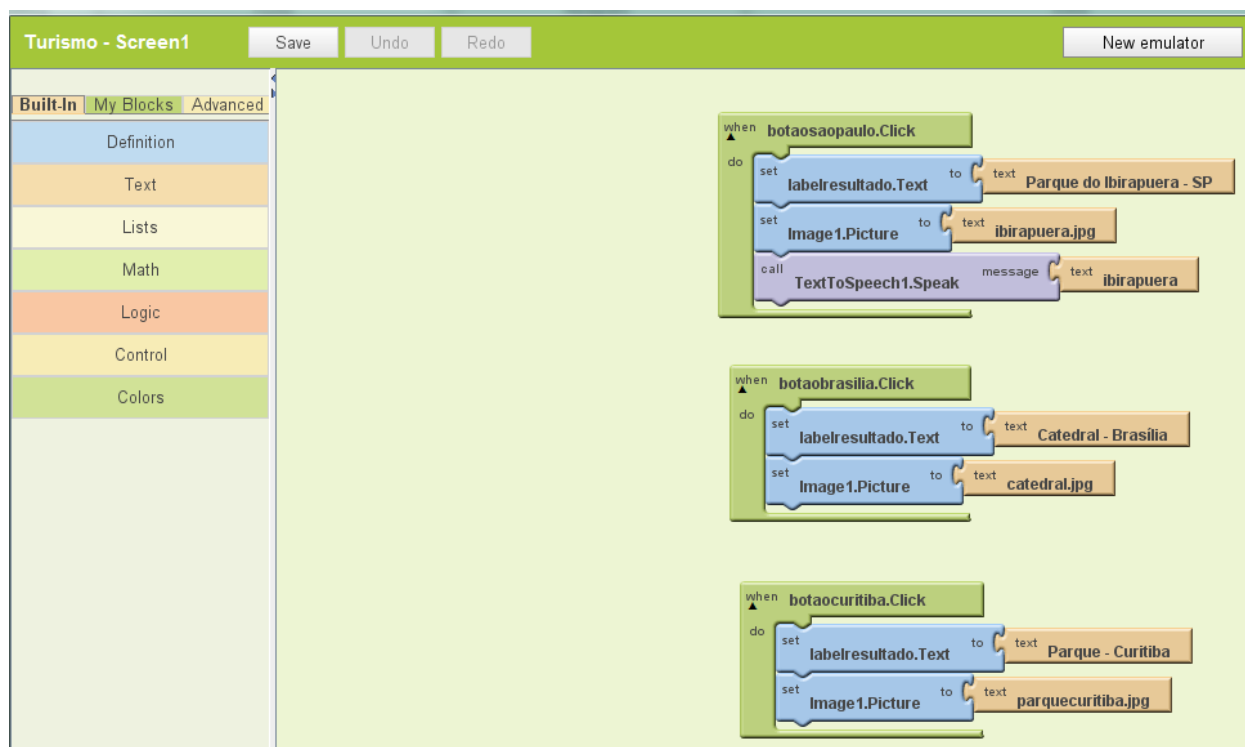 Turismo - Screen1 Save Undo Redo New emulator
Built-In My Blocks Advanced
Definition
Text
Lists
Math
Logic
Control
Colors
when botaosaopaulo.Click
do set labelresultado.Text to text Parque do Ibirapuera - SP
set Image1.Picture to text ibirapuera.jpg
call TextToSpeech1.Speak message text ibirapuera
when botaobrasilia.Click
do set labelresultado.Text to text Catedral - Brasília
set Image1.Picture to text catedral.jpg
when botaocuritiba.Click
do set labelresultado.Text to text Parque - Curitiba
set Image1.Picture to text parquecuritiba.jpg